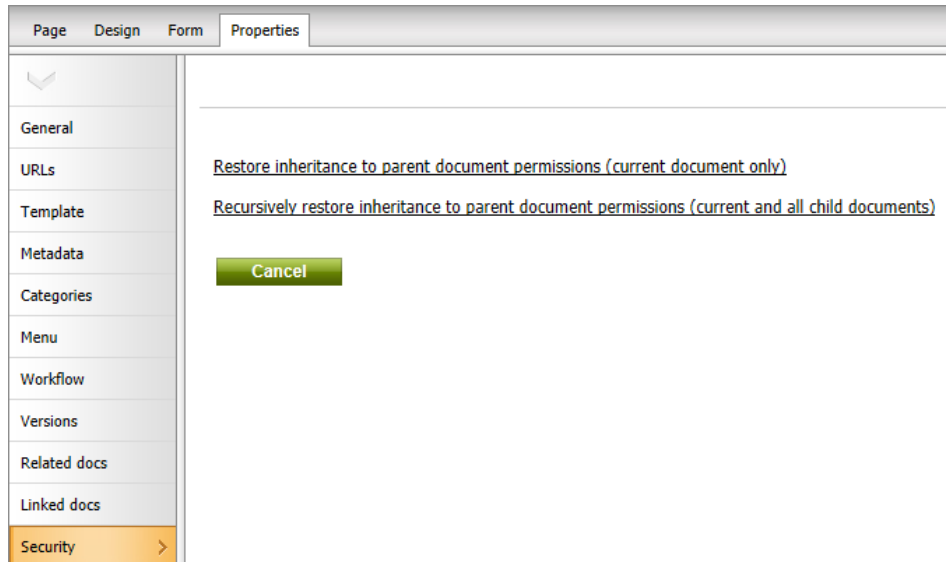 Page Design Form Properties
General
URLs
Restore inheritance to parent document permissions (current document only)
Template
Recursively restore inheritance to parent document permissions (current and all child documents)
Metadata
Cancel
Categories
Menu
Workflow
Versions
Related docs
Linked docs
Security